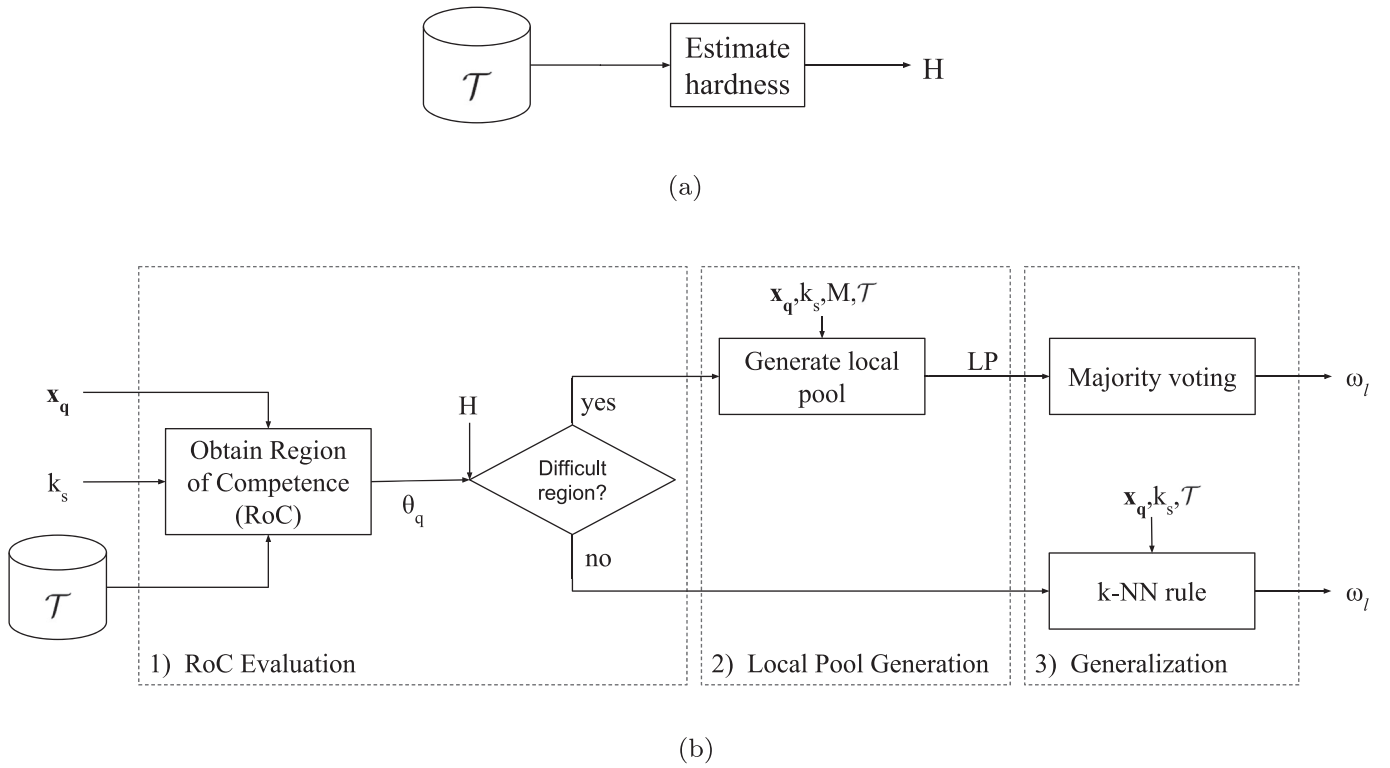 𝒯
Estimate
hardness
H
(a)
x_q,k_s,M,𝒯
Generate local
pool
LP
Majority voting
ω_l
yes
H
x_q
k_s
𝒯
Obtain Region
of Competence
(RoC)
θ_q
Difficult
region?
no
x_q,k_s,𝒯
k-NN rule
ω_l
1) RoC Evaluation
2) Local Pool Generation
3) Generalization
(b)